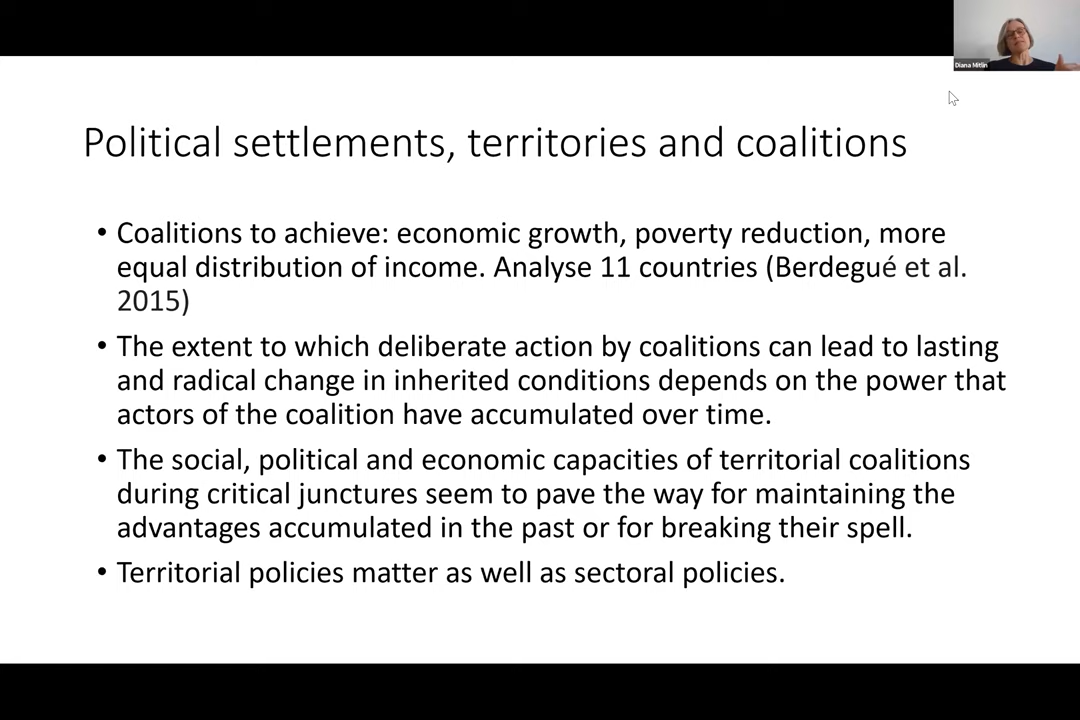 Diana Mitlin
Political settlements, territories and coalitions
• Coalitions to achieve: economic growth, poverty reduction, more
equal distribution of income. Analyse 11 countries (Berdegué et al.
2015)
• The extent to which deliberate action by coalitions can lead to lasting
and radical change in inherited conditions depends on the power that
actors of the coalition have accumulated over time.
• The social, political and economic capacities of territorial coalitions
during critical junctures seem to pave the way for maintaining the
advantages accumulated in the past or for breaking their spell.
• Territorial policies matter as well as sectoral policies.